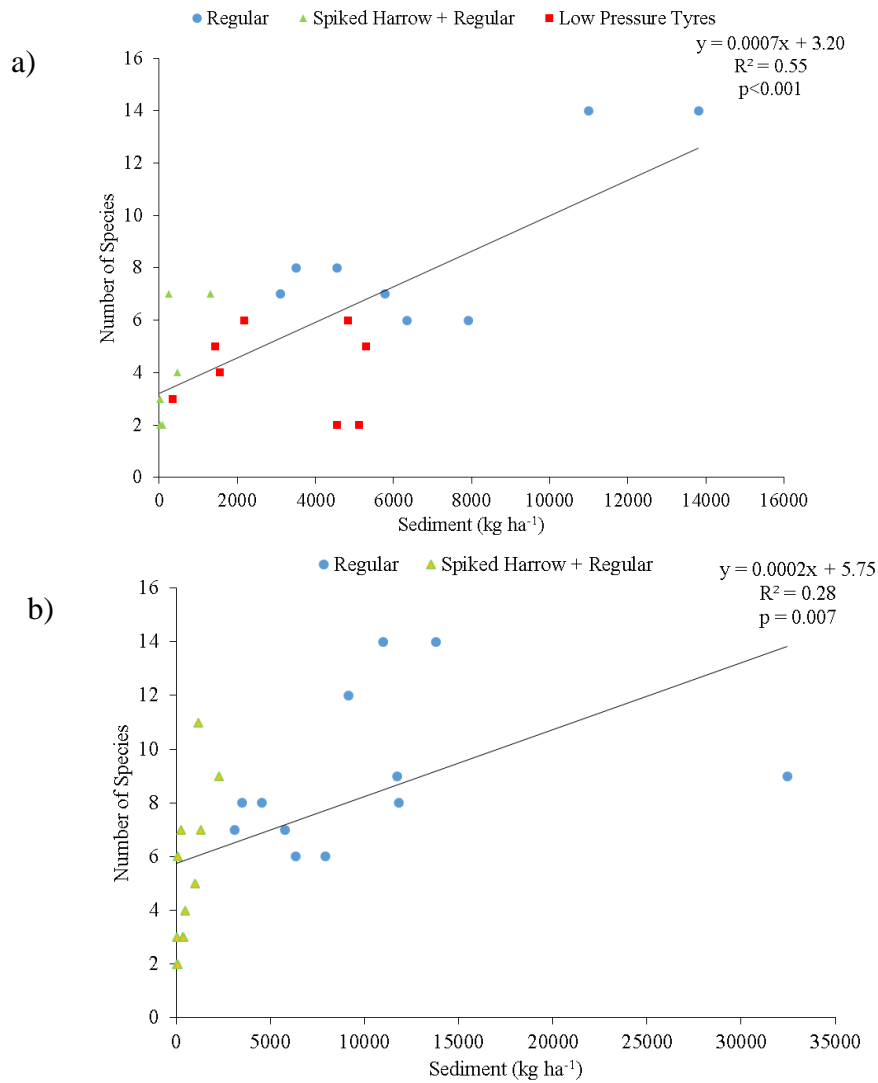 Regular Spiked Harrow + Regular Low Pressure Tyres
a)
y = 0.0007x + 3.20
R² = 0.55
p<0.001
16
14
12
10
8
6
4
2
0
Number of Species
0 2000 4000 6000 8000 10000 12000 14000 16000
Sediment (kg ha⁻¹)
Regular Spiked Harrow + Regular
b)
y = 0.0002x + 5.75
R² = 0.28
p = 0.007
16
14
12
10
8
6
4
2
0
Number of Species
0 5000 10000 15000 20000 25000 30000 35000
Sediment (kg ha⁻¹)